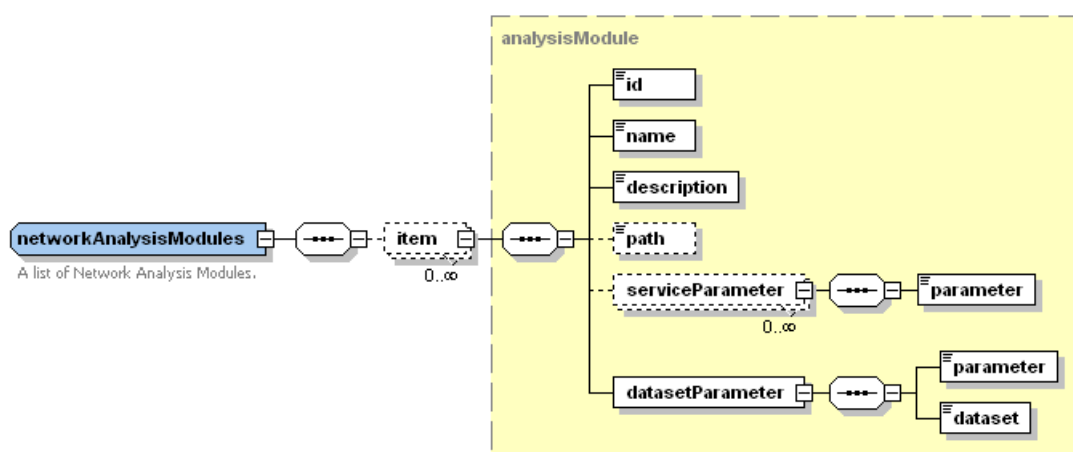 analysisModule
id
name
description
networkAnalysisModules
item
path
A list of Network Analysis Modules.
0..∞
serviceParameter
parameter
0..∞
datasetParameter
parameter
dataset